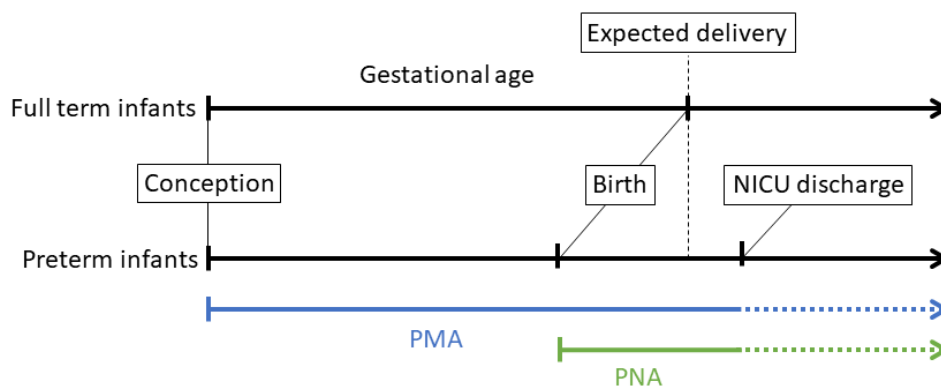 Expected delivery
Gestational age
Full term infants
Conception
Birth
NICU discharge
Preterm infants
PMA
PNA